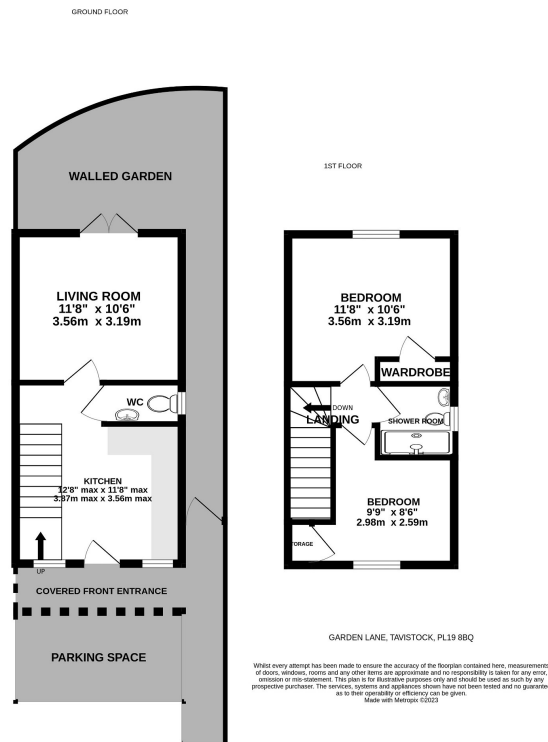 GROUND FLOOR
WALLED GARDEN
LIVING ROOM
11'8" x 10'6"
3.56m x 3.19m
WC
KITCHEN
12'8" max x 11'8" max
3.87m max x 3.56m max
UP
COVERED FRONT ENTRANCE
PARKING SPACE
1ST FLOOR
BEDROOM
11'8" x 10'6"
3.56m x 3.19m
WARDROBE
DOWN
LANDING
SHOWER ROOM
BEDROOM
9'9" x 8'6"
2.98m x 2.59m
TORAGE
GARDEN LANE, TAVISTOCK, PL19 8BQ
Whilst every attempt has been made to ensure the accuracy of the floorplan contained here, measurements
of doors, windows, rooms and any other items are approximate and no responsibility is taken for any error,
omission or mis-statement. This plan is for illustrative purposes only and should be used as such by any
prospective purchaser. The services, systems and appliances shown have not been tested and no guarantee
as to their operability or efficiency can be given.
Made with Metropix ©2023